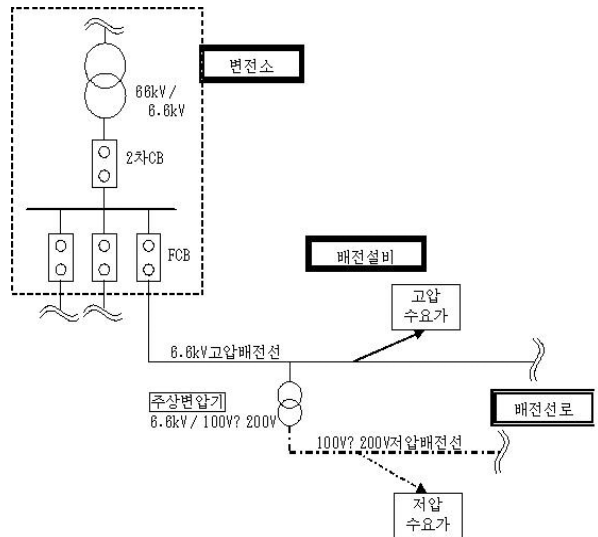 변전소
66kV /
6.6kV
2차CB
FCB
배전설비
고압
수요가
6.6kV고압배전선
주상변압기
6.6kV / 100V? 200V
배전선로
100V? 200V저압배전선
저압
수요가